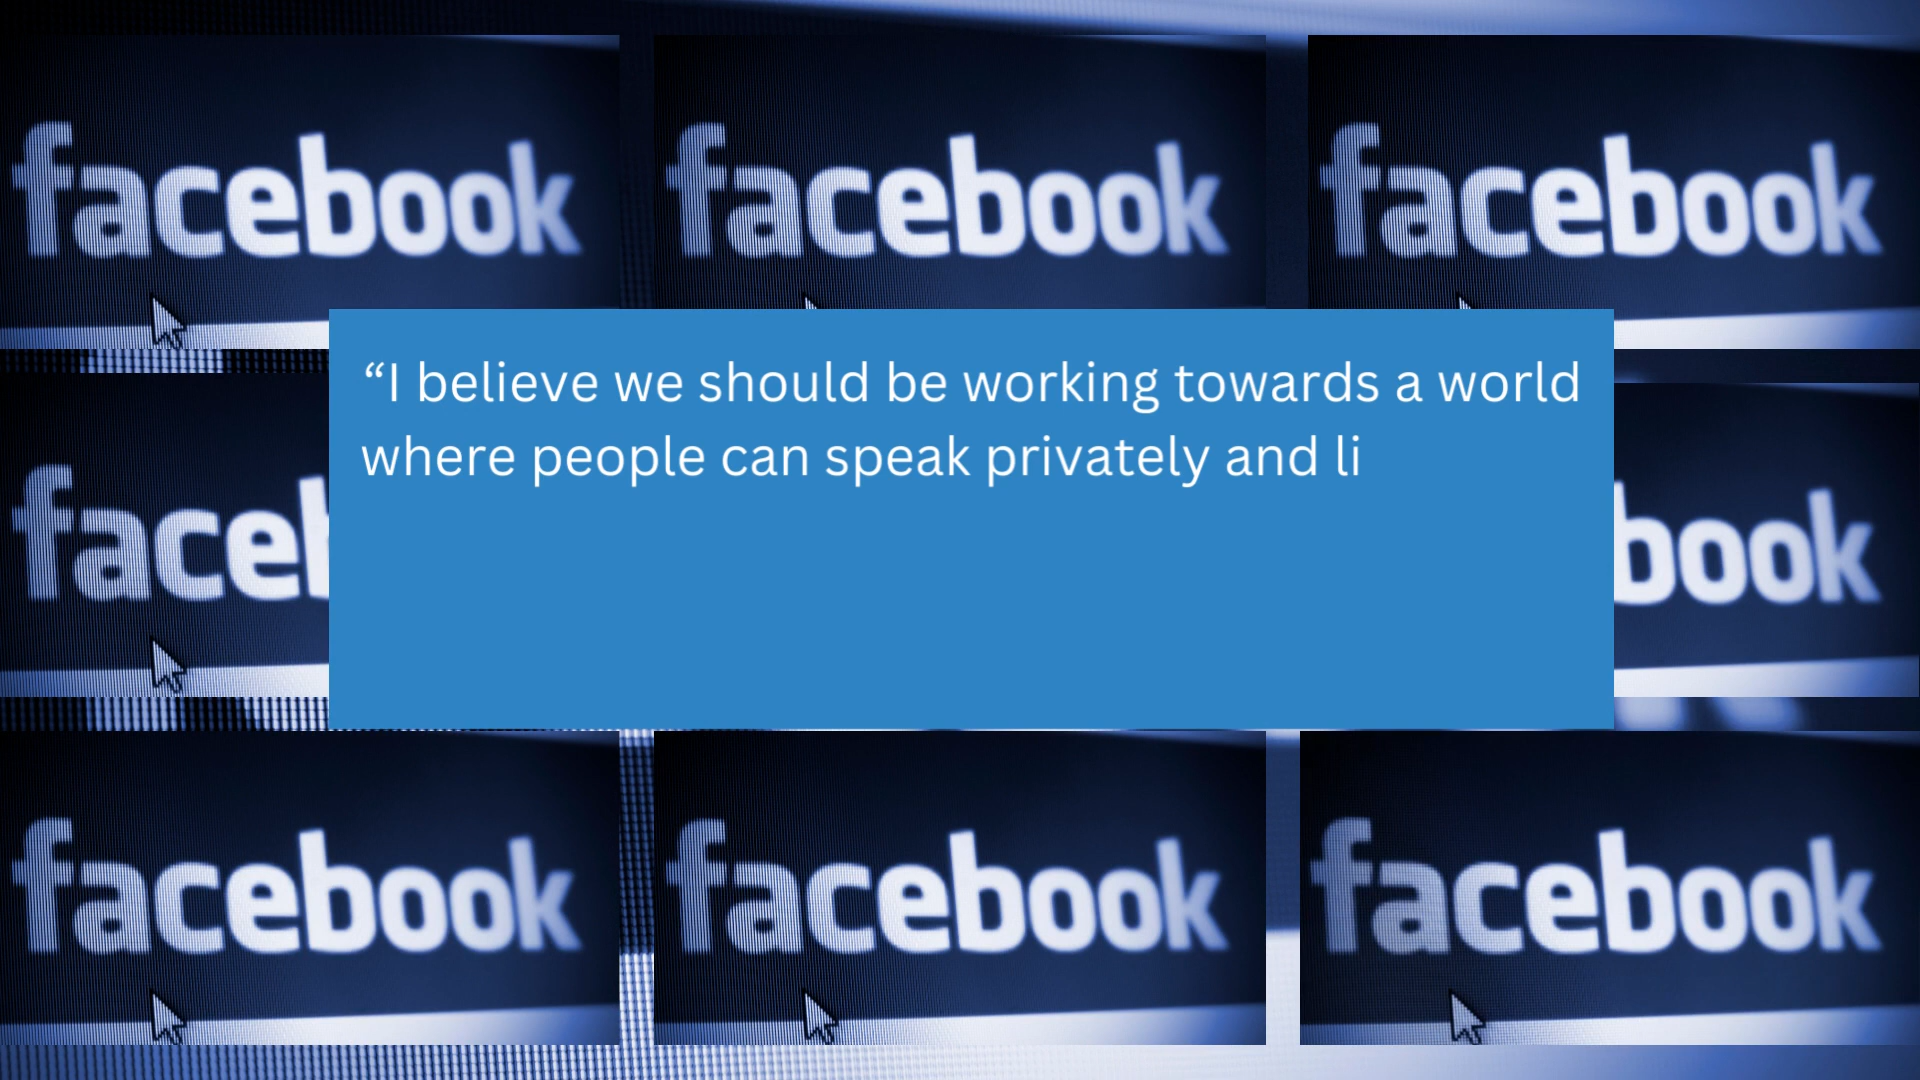 facebook facebook facebook
“I believe we should be working towards a world
where people can speak privately and li
faceb book
facebook facebook facebook